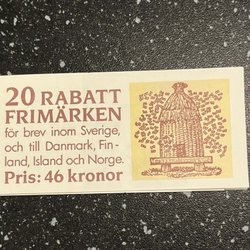 20 RABATT
FRIMÄRKEN
för brev inom Sverige,
och till Danmark, Fin-
land, Island och Norge.
Pris: 46 kronor